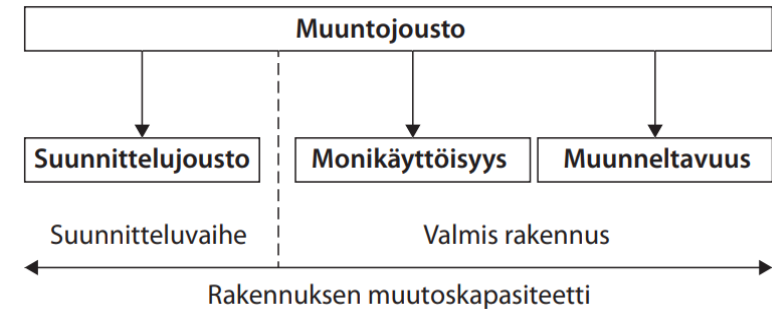 Muuntojousto
Suunnittelujousto
Monikäyttöisyys
Muunneltavuus
Suunnitteluvaihe
Valmis rakennus
Rakennuksen muutoskapasiteetti